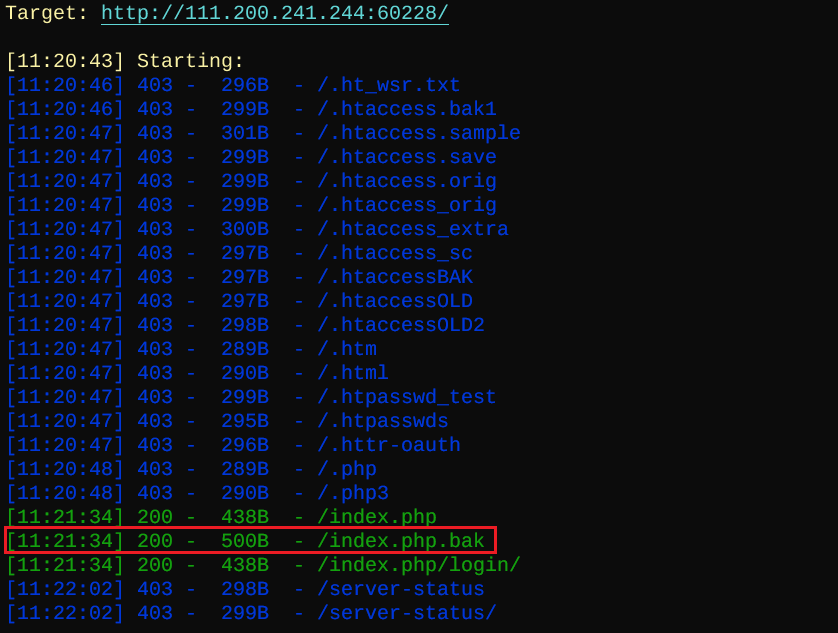 Target: http://111.200.241.244:60228/
[11:20:43] Starting:
[11:20:46] 403 -  296B  - /.ht_wsr.txt
[11:20:46] 403 -  299B  - /.htaccess.bak1
[11:20:47] 403 -  301B  - /.htaccess.sample
[11:20:47] 403 -  299B  - /.htaccess.save
[11:20:47] 403 -  299B  - /.htaccess.orig
[11:20:47] 403 -  299B  - /.htaccess_orig
[11:20:47] 403 -  300B  - /.htaccess_extra
[11:20:47] 403 -  297B  - /.htaccess_sc
[11:20:47] 403 -  297B  - /.htaccessBAK
[11:20:47] 403 -  297B  - /.htaccessOLD
[11:20:47] 403 -  298B  - /.htaccessOLD2
[11:20:47] 403 -  289B  - /.htm
[11:20:47] 403 -  290B  - /.html
[11:20:47] 403 -  299B  - /.htpasswd_test
[11:20:47] 403 -  295B  - /.htpasswds
[11:20:47] 403 -  296B  - /.httr-oauth
[11:20:48] 403 -  289B  - /.php
[11:20:48] 403 -  290B  - /.php3
[11:21:34] 200 -  438B  - /index.php
[11:21:34] 200 -  500B  - /index.php.bak
[11:21:34] 200 -  438B  - /index.php/login/
[11:22:02] 403 -  298B  - /server-status
[11:22:02] 403 -  299B  - /server-status/